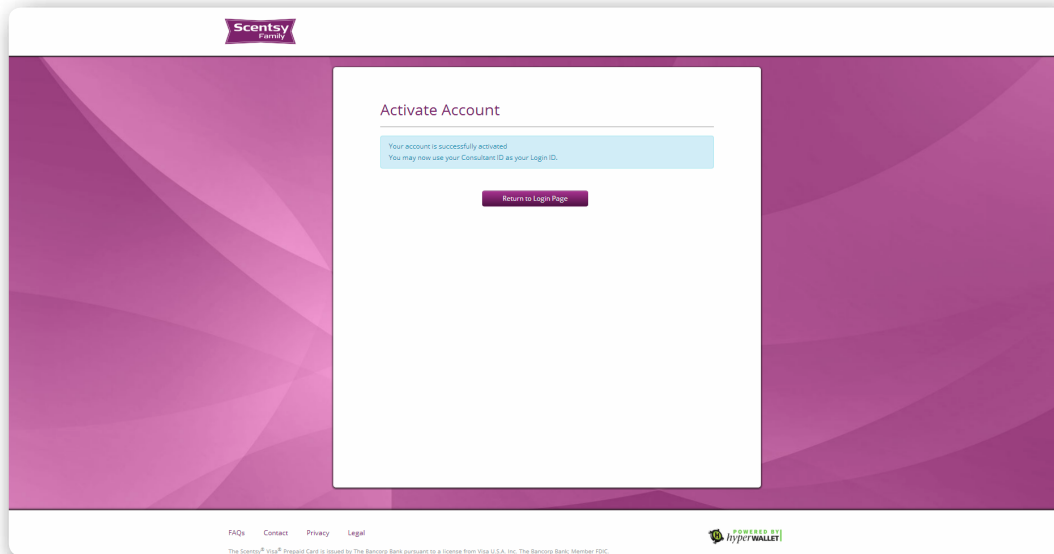 Scentsy
Family
Activate Account
Your account is successfully activated
You may now use your Consultant ID as your Login ID.
Return to Login Page
FAQs Contact Privacy Legal
POWERED BY
hyperWALLET
The Scentsy® Visa® Prepaid Card is issued by The Bancorp Bank pursuant to a license from Visa U.S.A. Inc. The Bancorp Bank; Member FDIC.